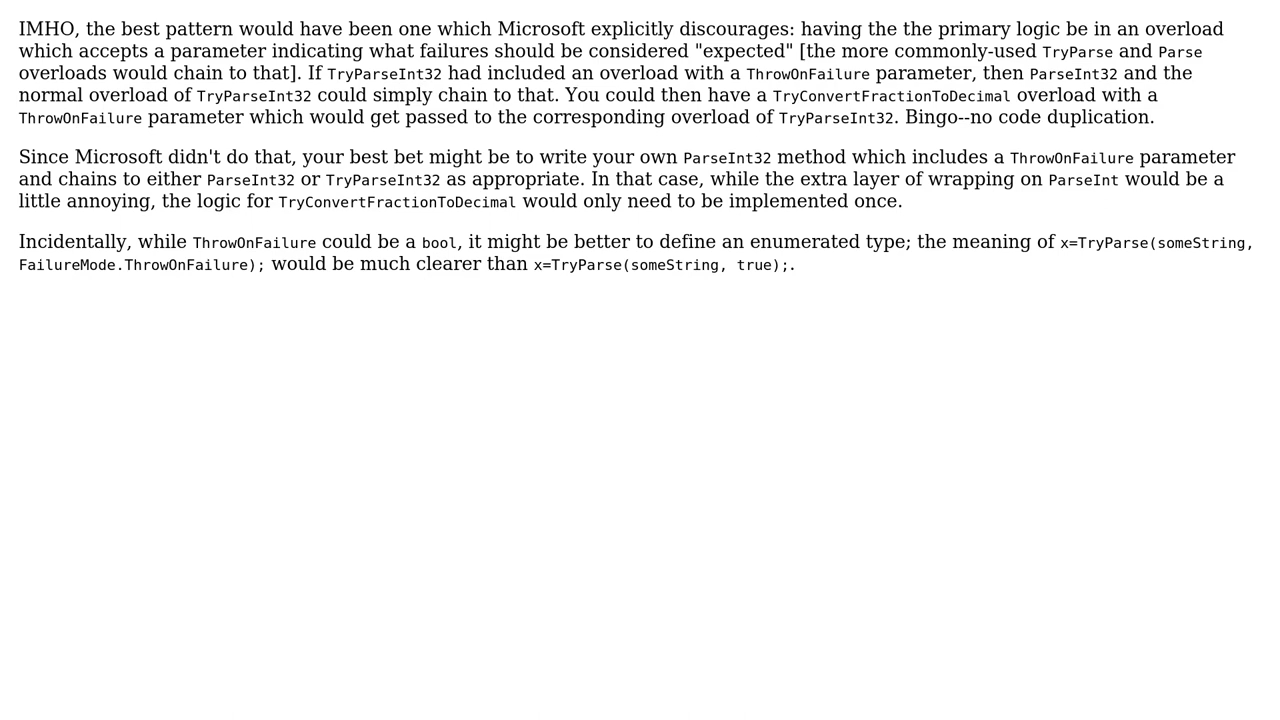 IMHO, the best pattern would have been one which Microsoft explicitly discourages: having the the primary logic be in an overload
which accepts a parameter indicating what failures should be considered "expected" [the more commonly-used TryParse and Parse
overloads would chain to that]. If TryParseInt32 had included an overload with a ThrowOnFailure parameter, then ParseInt32 and the
normal overload of TryParseInt32 could simply chain to that. You could then have a TryConvertFractionToDecimal overload with a
ThrowOnFailure parameter which would get passed to the corresponding overload of TryParseInt32. Bingo--no code duplication.
Since Microsoft didn't do that, your best bet might be to write your own ParseInt32 method which includes a ThrowOnFailure parameter
and chains to either ParseInt32 or TryParseInt32 as appropriate. In that case, while the extra layer of wrapping on ParseInt would be a
little annoying, the logic for TryConvertFractionToDecimal would only need to be implemented once.
Incidentally, while ThrowOnFailure could be a bool, it might be better to define an enumerated type; the meaning of x=TryParse(someString,
FailureMode.ThrowOnFailure); would be much clearer than x=TryParse(someString, true);.